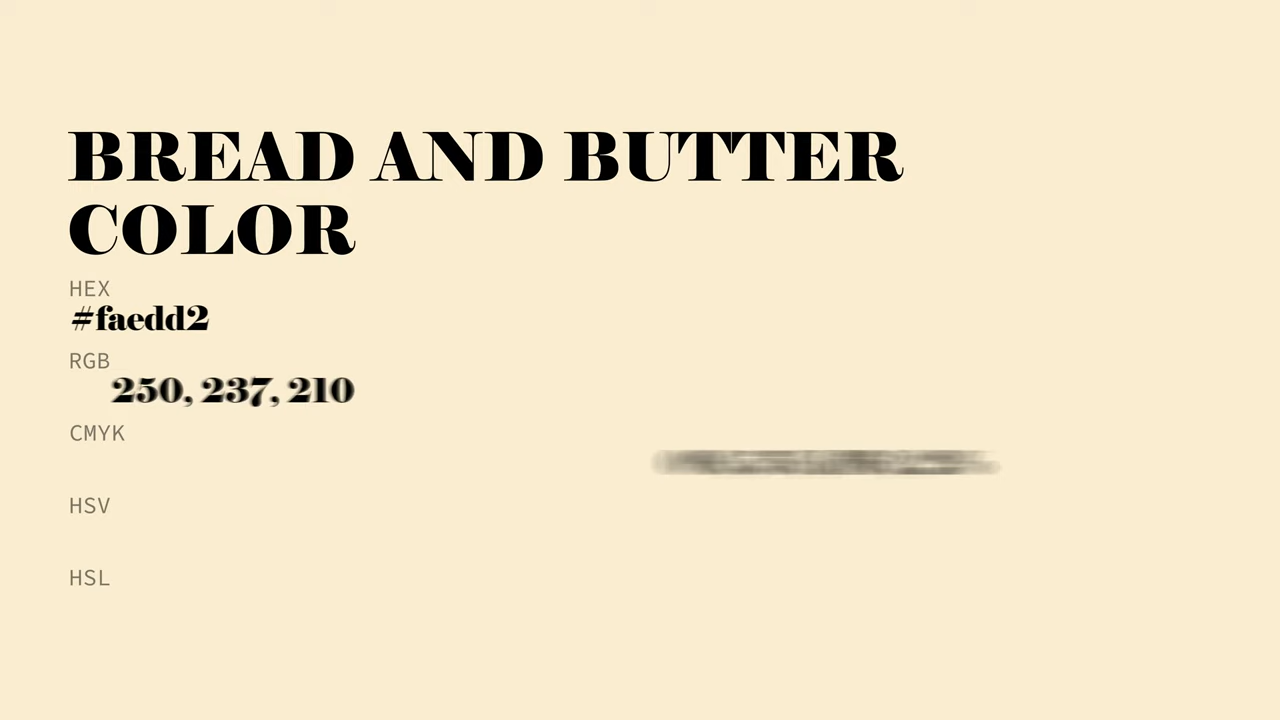 BREAD AND BUTTER
COLOR
HEX
#faedd2
RGB
250, 237, 210
CMYK
HSV
HSL